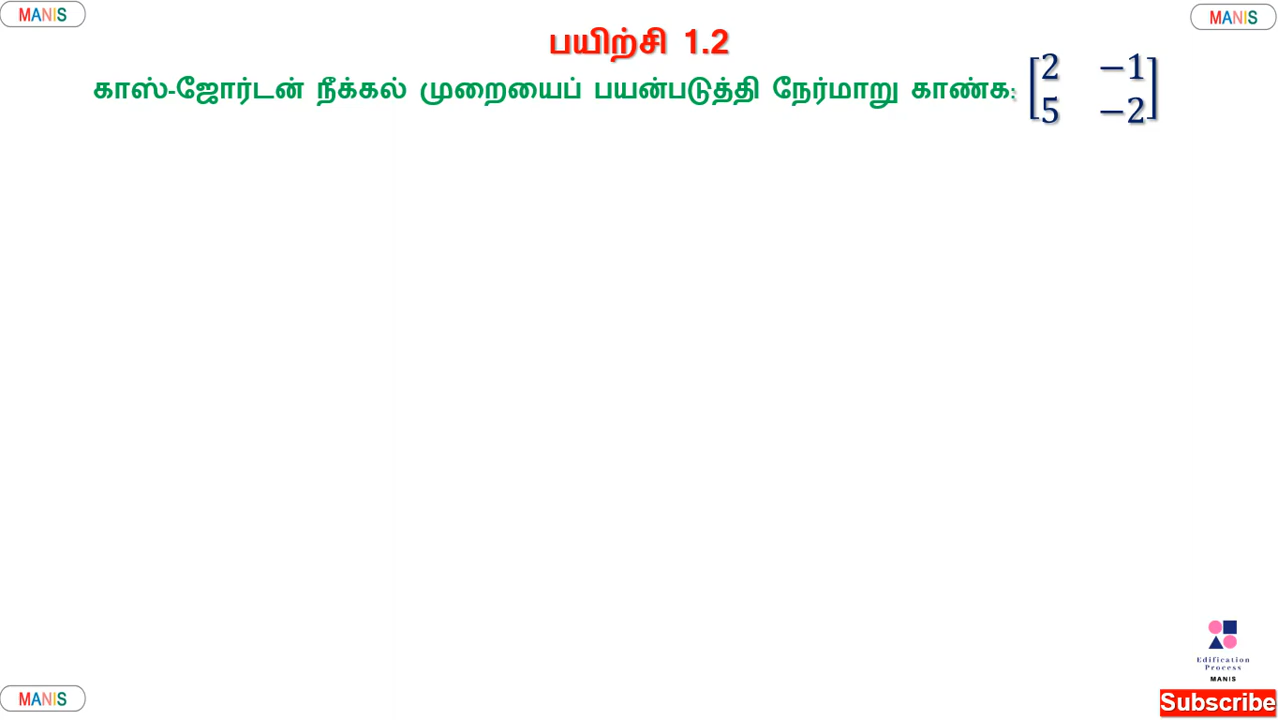 MANIS
MANIS
பயிற்சி 1.2
காஸ்-ஜோர்டன் நீக்கல் முறையைப் பயன்படுத்தி நேர்மாறு காண்க: [2 −1
5 −2]
Edification
Process
MANIS
MANIS
Subscribe